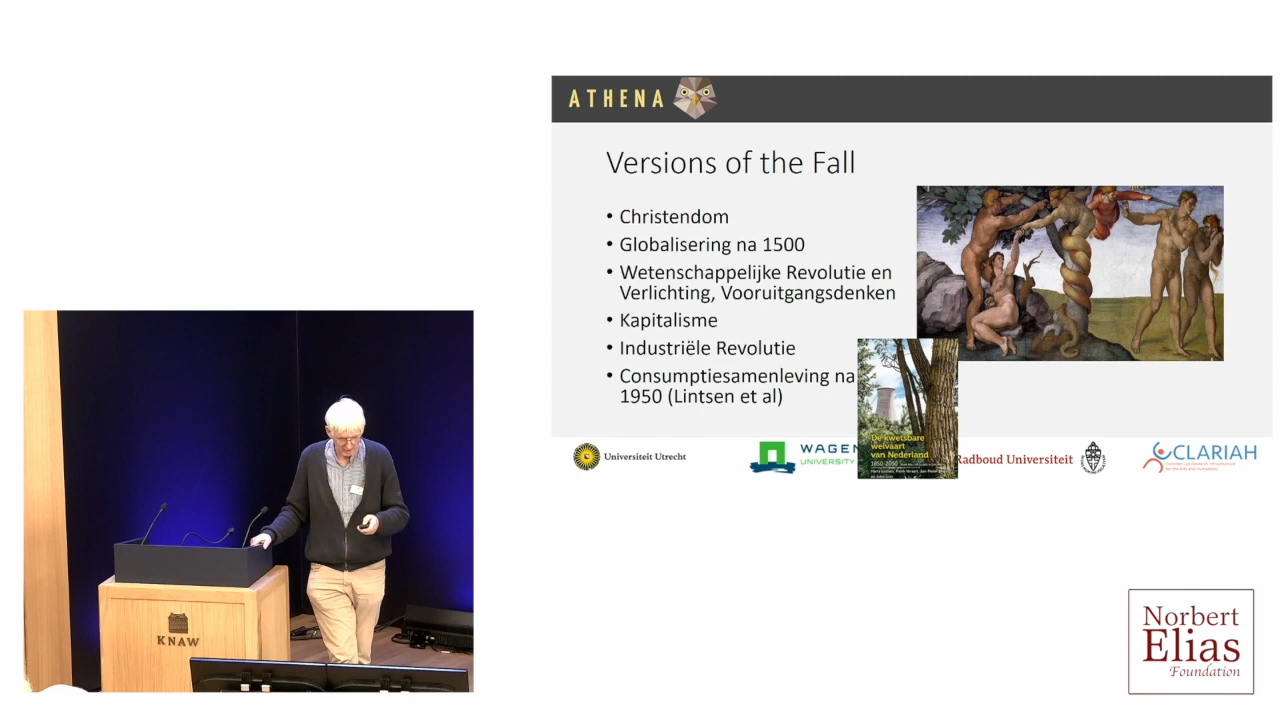 ATHENA
Versions of the Fall
• Christendom
• Globalisering na 1500
• Wetenschappelijke Revolutie en
Verlichting, Vooruitgangsdenken
• Kapitalisme
• Industriële Revolutie
• Consumptiesamenleving na
1950 (Lintsen et al)
De kwetsbare
welvaart
van Nederland
1850-2050
Universiteit Utrecht
WAGEN
UNIVERSITY
Radboud Universiteit
CLARIAH
KNAW
Norbert
Elias
Foundation